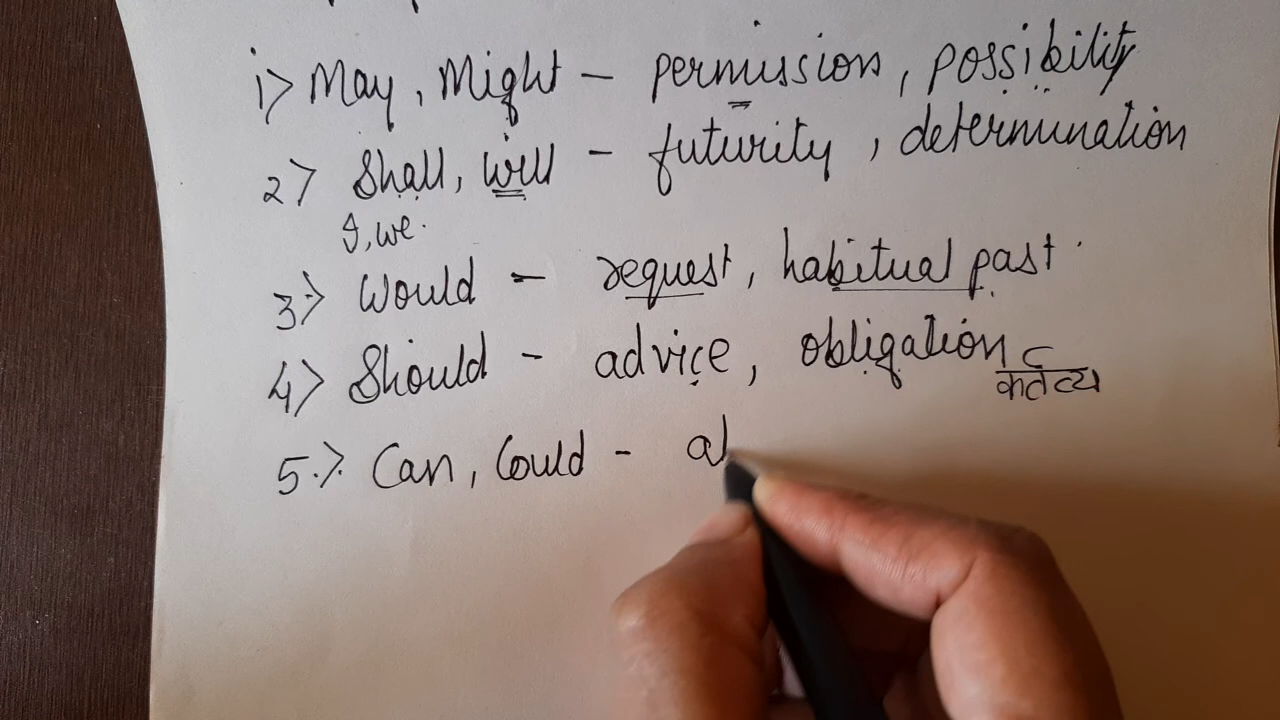 1> May, Might - permission, possibility
2> Shall, will - futurity, determination
I, we.
3.> Would - request, habitual past
4> Should - advice, obligation
कर्तव्य
5.> Can, Could - ab